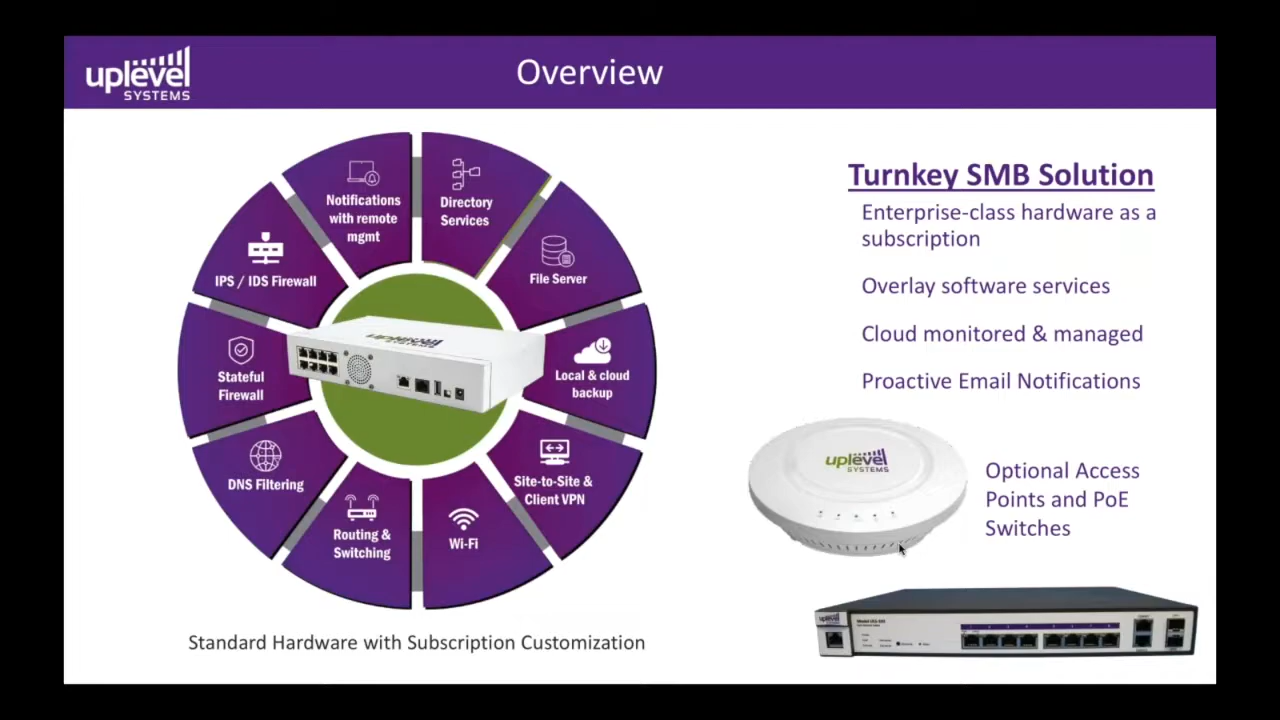 uplevel
SYSTEMS
Overview
Notifications
with remote
mgmt
Directory
Services
IPS / IDS Firewall
File Server
Stateful
Firewall
Local & cloud
backup
DNS Filtering
Site-to-Site &
Client VPN
Routing &
Switching
Wi-Fi
uplevel
Standard Hardware with Subscription Customization
Turnkey SMB Solution
Enterprise-class hardware as a
subscription
Overlay software services
Cloud monitored & managed
Proactive Email Notifications
uplevel
SYSTEMS
Optional Access
Points and PoE
Switches
uplevel
SYSTEMS